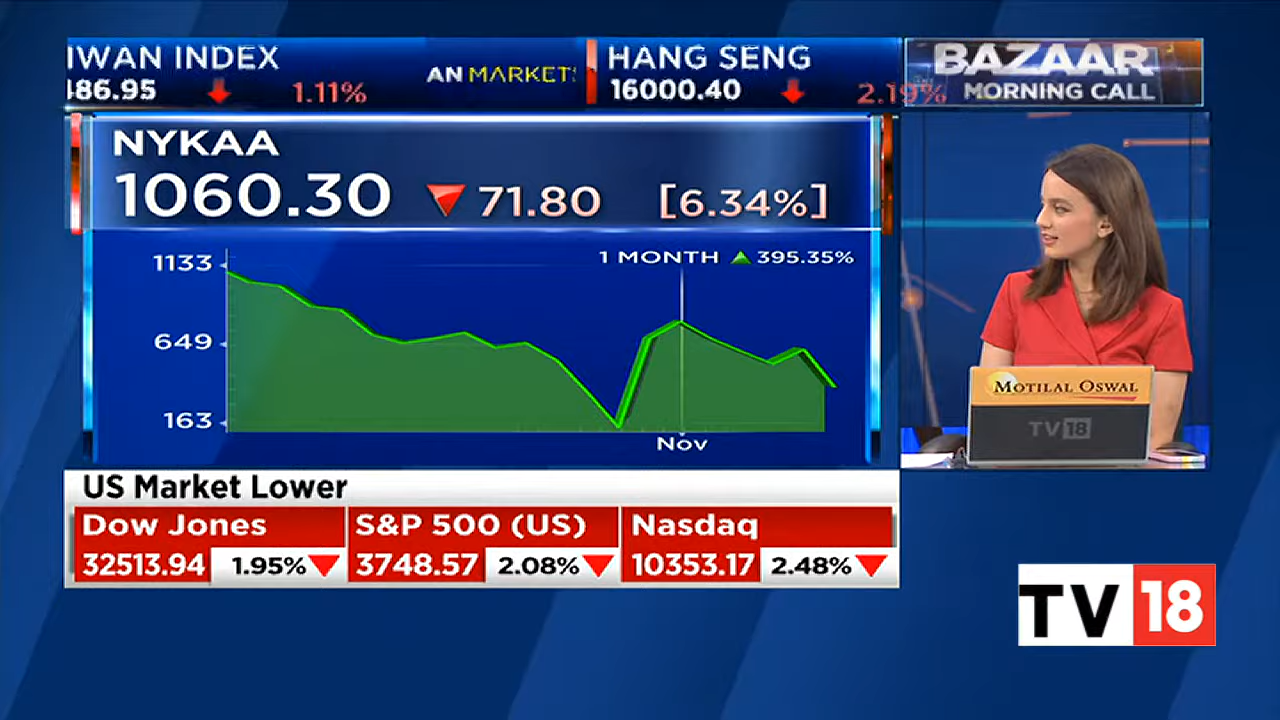 IWAN INDEX
486.95 1.11%
AN MARKET
HANG SENG
16000.40 2.19%
BAZAAR
MORNING CALL
NYKAA
1060.30 71.80 [6.34%]
1 MONTH 395.35%
1133
649
163
Nov
MOTILAL OSWAL
TV18
US Market Lower
Dow Jones
32513.94 1.95%
S&P 500 (US)
3748.57 2.08%
Nasdaq
10353.17 2.48%
TV18